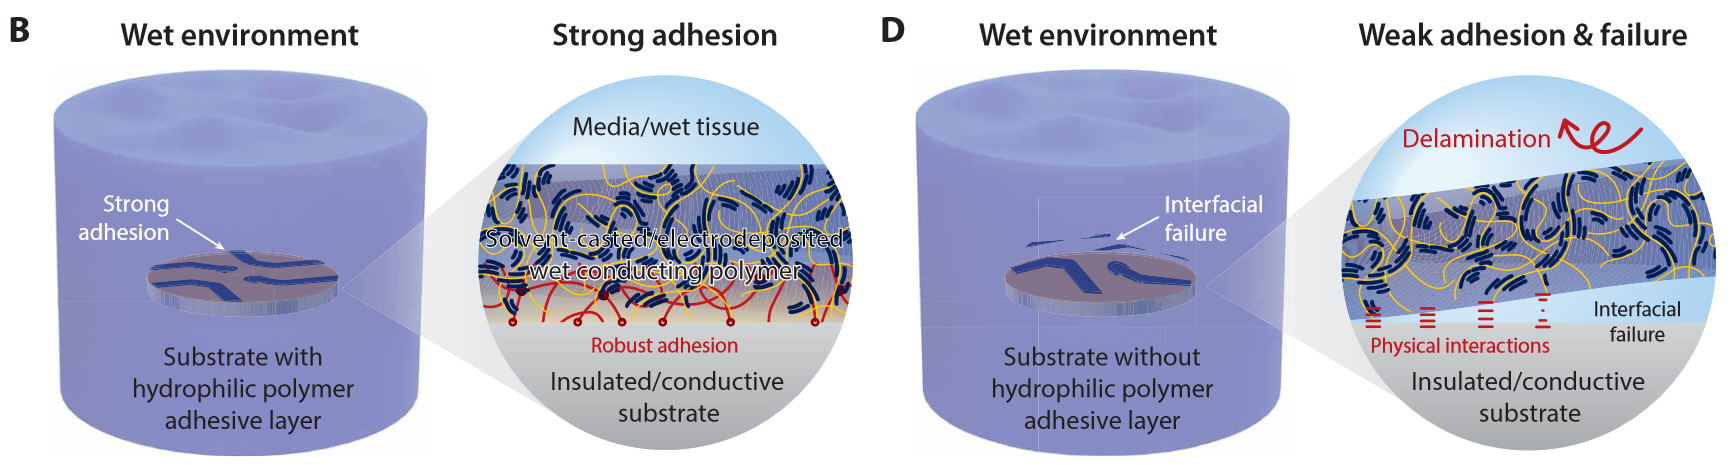 B
Wet environment
Strong adhesion
Strong
adhesion
Substrate with
hydrophilic polymer
adhesive layer
Media/wet tissue
Solvent-casted/electrodeposited
wet conducting polymer
Robust adhesion
Insulated/conductive
substrate
D
Wet environment
Weak adhesion & failure
Interfacial
failure
Substrate without
hydrophilic polymer
adhesive layer
Delamination
Interfacial
failure
Physical interactions
Insulated/conductive
substrate